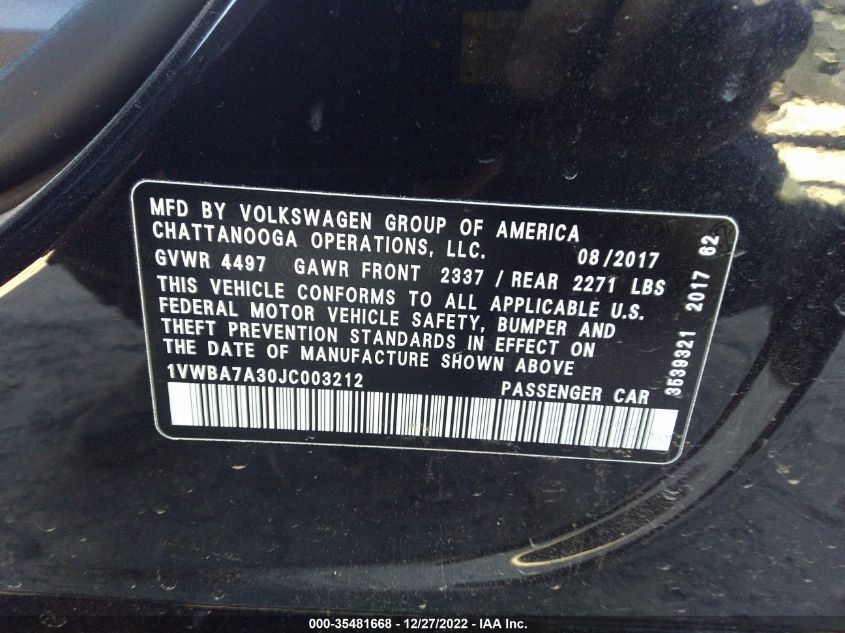 MFD BY VOLKSWAGEN GROUP OF AMERICA
CHATTANOOGA OPERATIONS, LLC. 08/2017
GVWR 4497 GAWR FRONT 2337 / REAR 2271 LBS
THIS VEHICLE CONFORMS TO ALL APPLICABLE U.S.
FEDERAL MOTOR VEHICLE SAFETY, BUMPER AND
THEFT PREVENTION STANDARDS IN EFFECT ON
THE DATE OF MANUFACTURE SHOWN ABOVE
1VWBA7A30JC003212 PASSENGER CAR
3539321 2017 62
000-35481668 - 12/27/2022 - IAA Inc.